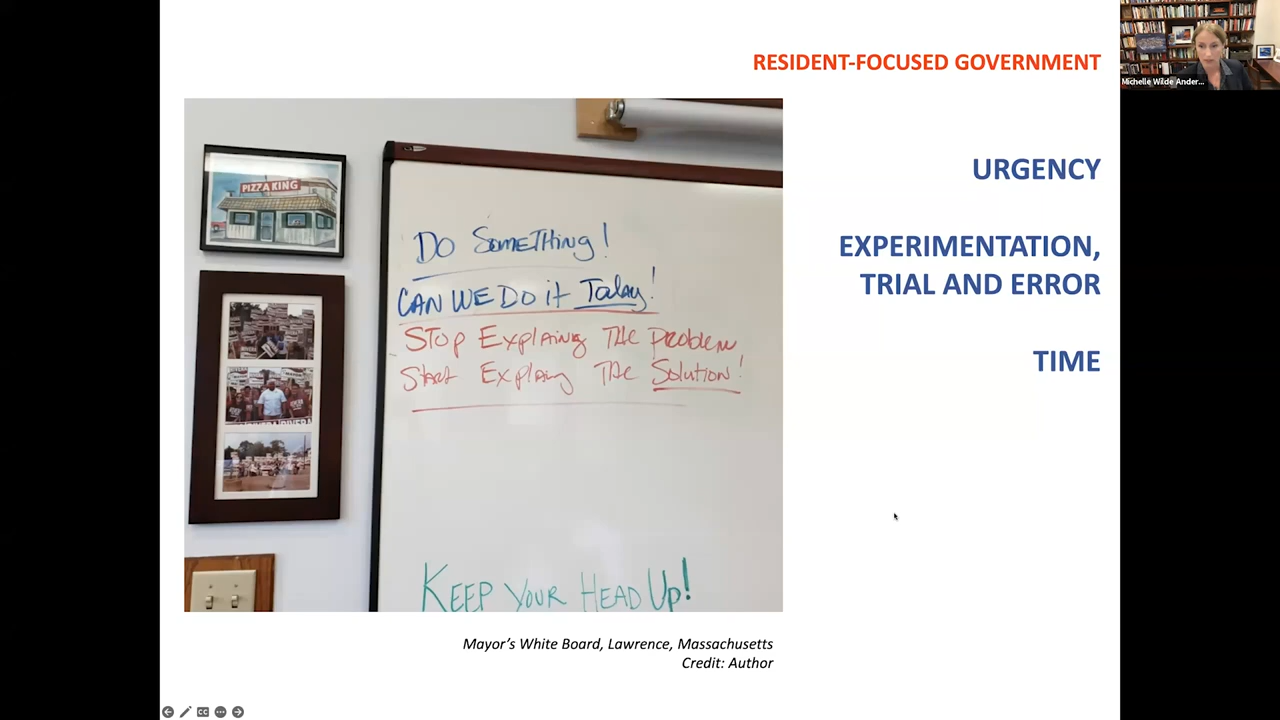 RESIDENT-FOCUSED GOVERNMENT
Michelle Wilde Ander...
PIZZA KING
DO SomeTHing!
CAN WE DO it Today!
STOP Explaining THE Problem
Start Explaing THE Solution!
KEEP YOUR HEAD Up!
URGENCY
EXPERIMENTATION,
TRIAL AND ERROR
TIME
Mayor’s White Board, Lawrence, Massachusetts
Credit: Author
CC